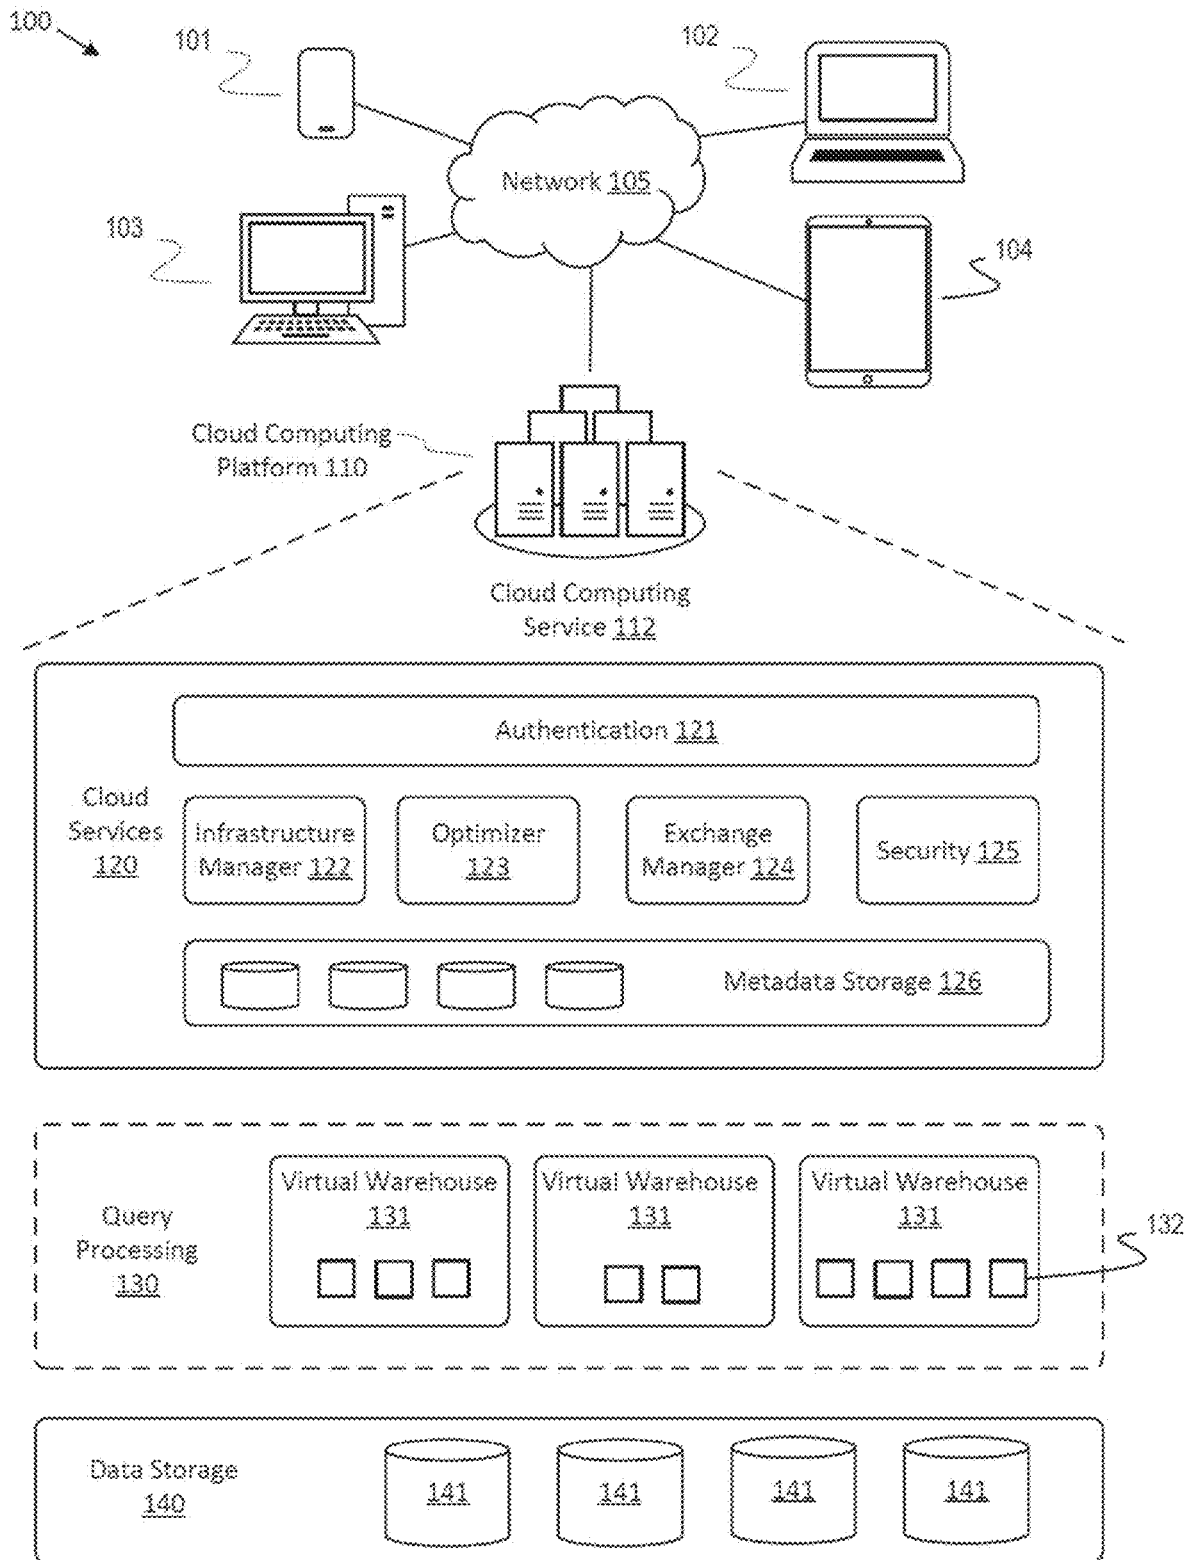 100
101
102
Network 105
103
104
Cloud Computing
Platform 110
Cloud Computing
Service 112
Authentication 121
Cloud
Services
120
Infrastructure
Manager 122
Optimizer
123
Exchange
Manager 124
Security 125
Metadata Storage 126
Query
Processing
130
Virtual Warehouse
131
Virtual Warehouse
131
Virtual Warehouse
131
132
Data Storage
140
141
141
141
141